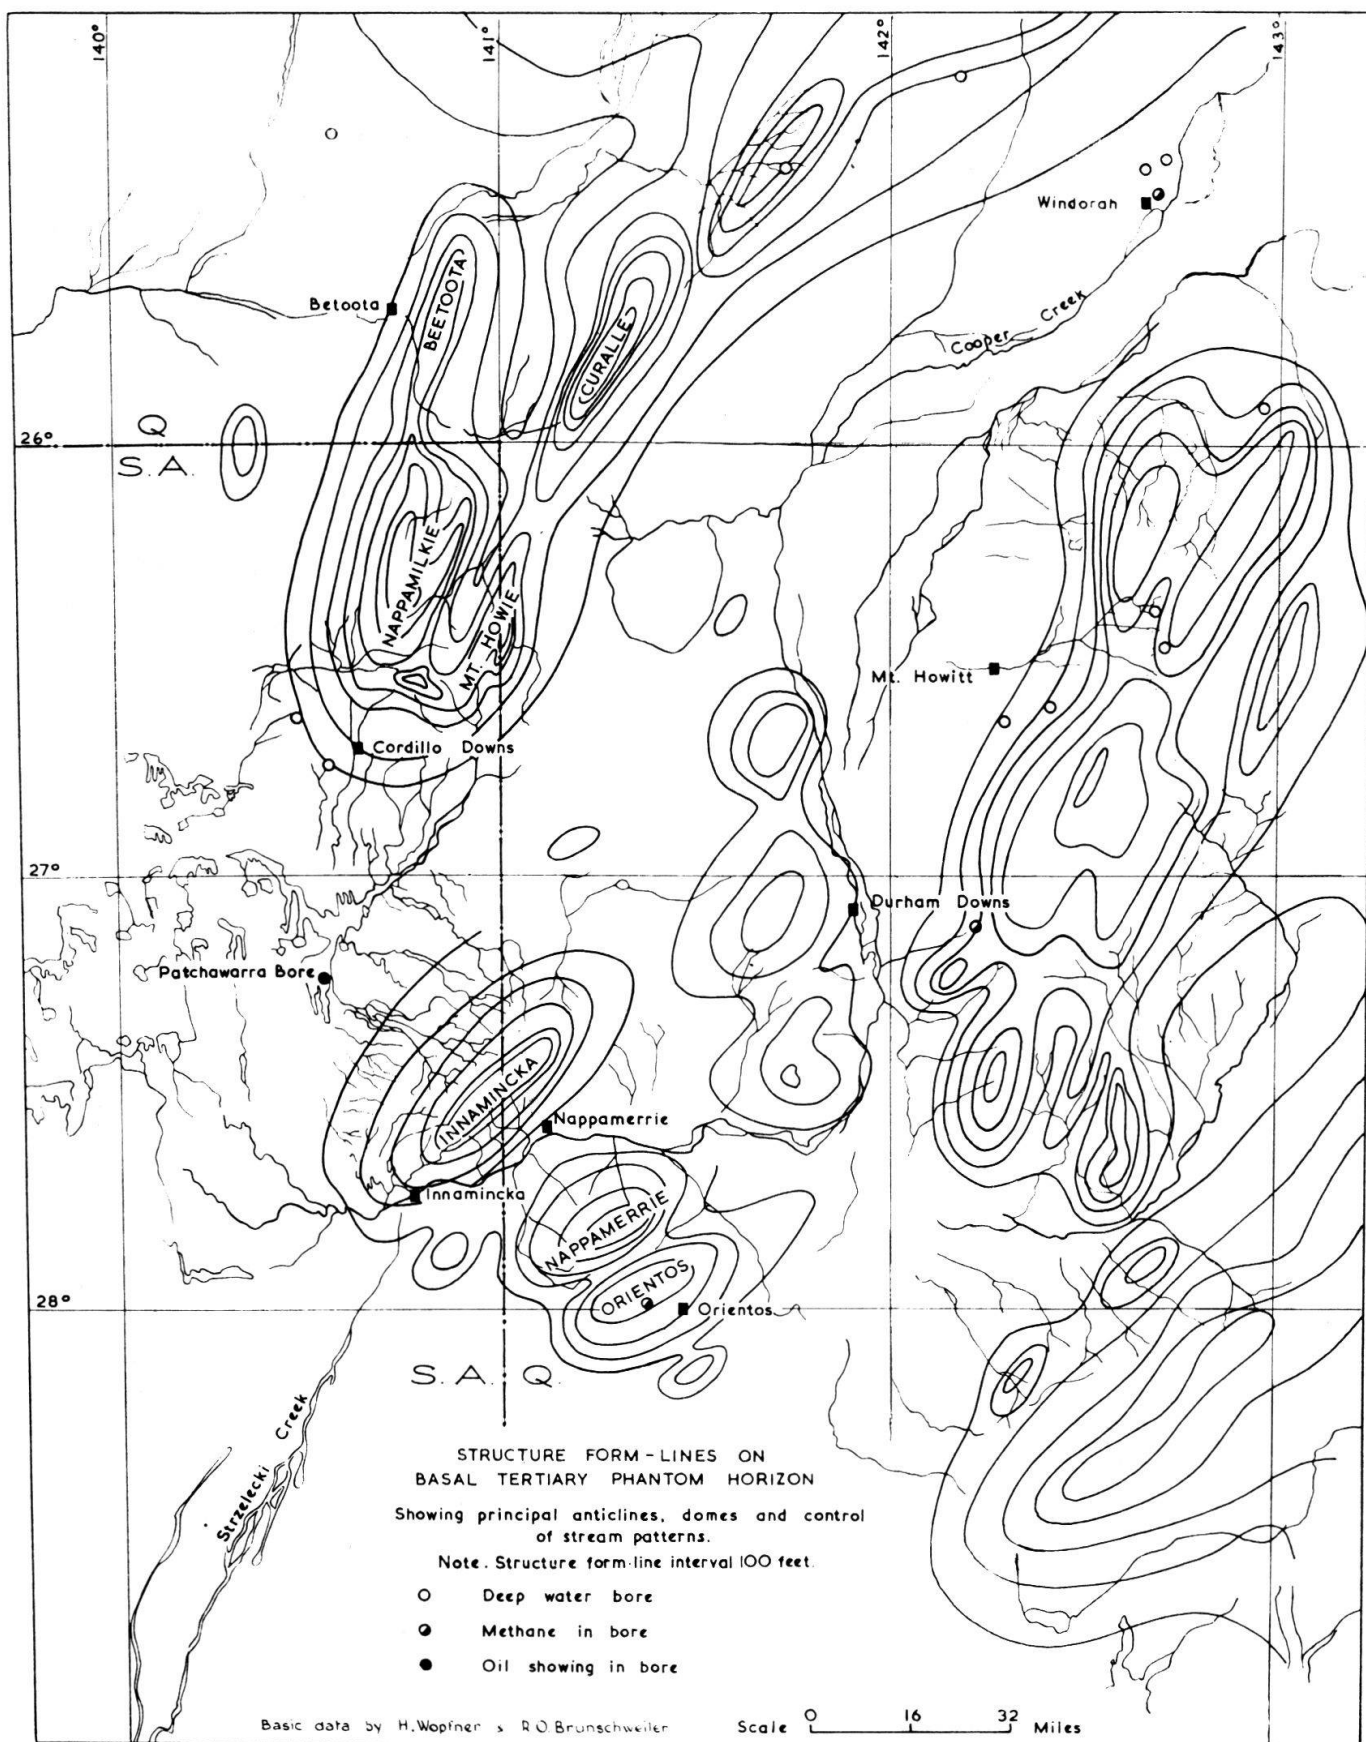 140°
141°
142°
143°
Windorah
Betoota
BEETOOTA
CURALLE
Cooper Creek
26°
Q
S.A.
NAPPAMILKIE
MT. HOWIE
Mt. Howitt
Cordillo Downs
27°
Durham Downs
Patchawarra Bore
INNAMINCKA
Nappamerrie
Innamincka
NAPPAMERRIE
ORIENTOS
28°
Orientos
S. A. Q.
Strzelecki Creek
STRUCTURE FORM-LINES ON
BASAL TERTIARY PHANTOM HORIZON
Showing principal anticlines, domes and control
of stream patterns.
Note. Structure form-line interval 100 feet.
Deep water bore
Methane in bore
Oil showing in bore
Basic data by H. Wopfner & R.O. Brunschweiler
Scale 0 16 32 Miles